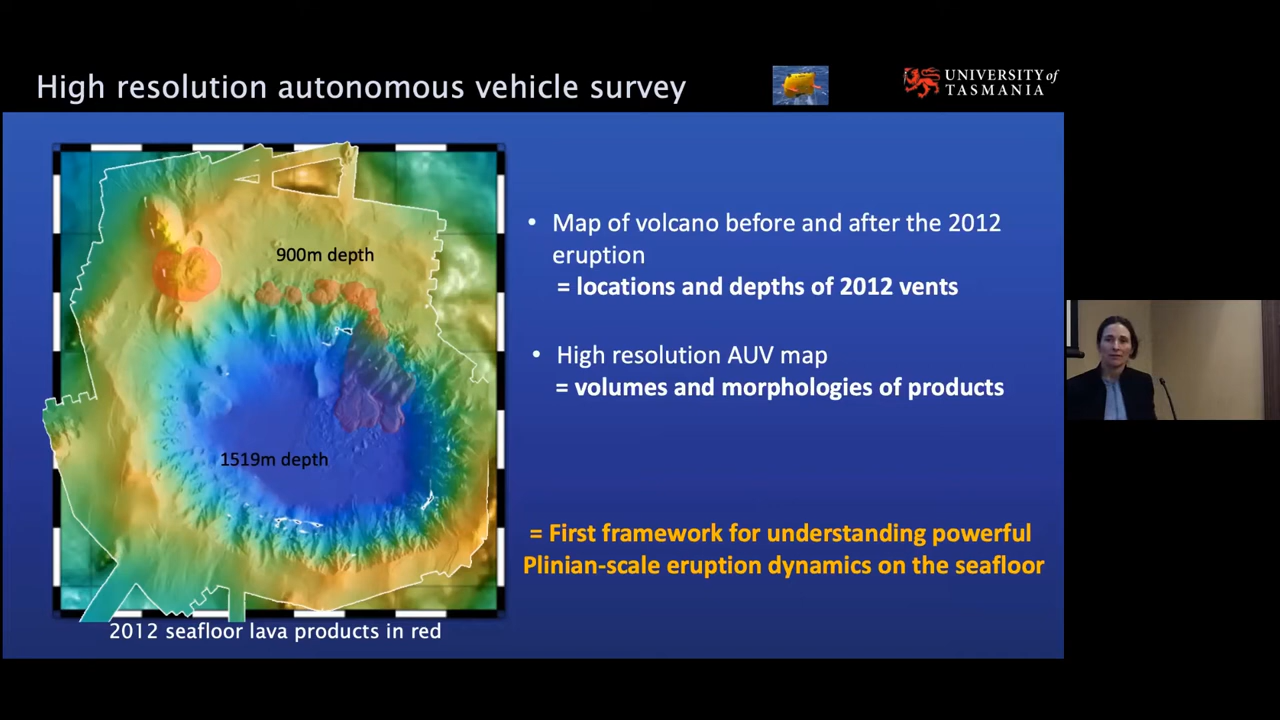 High resolution autonomous vehicle survey
UNIVERSITY of
TASMANIA
900m depth
1519m depth
2012 seafloor lava products in red
• Map of volcano before and after the 2012
eruption
= locations and depths of 2012 vents
• High resolution AUV map
= volumes and morphologies of products
= First framework for understanding powerful
Plinian-scale eruption dynamics on the seafloor